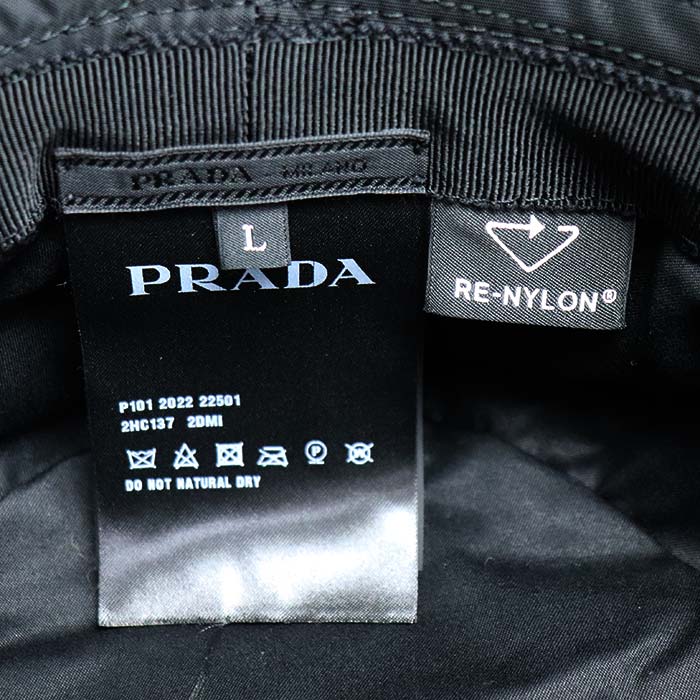 PRADA - MILANO
L
PRADA
RE-NYLON®
P101 2022 22501
2HC137 2DMI
P W
DO NOT NATURAL DRY